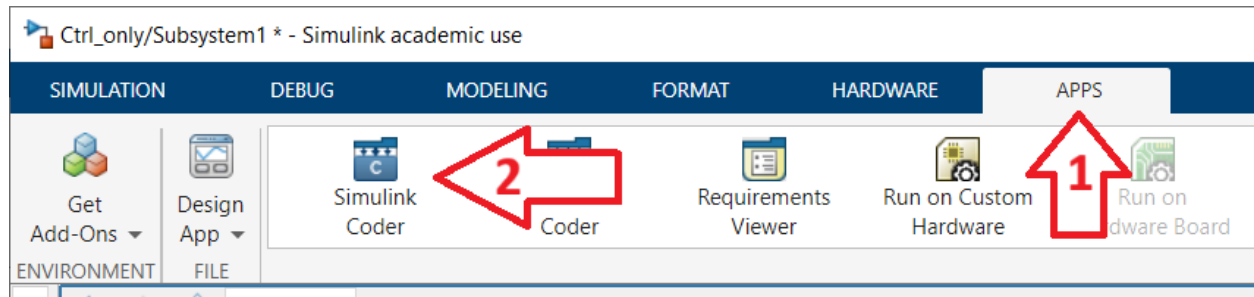 Ctrl_only/Subsystem1 * - Simulink academic use
SIMULATION DEBUG MODELING FORMAT HARDWARE APPS
C 2 1
Get Design Simulink Requirements Run on Custom Run on
Add-Ons App Coder Coder Viewer Hardware dware Board
ENVIRONMENT FILE